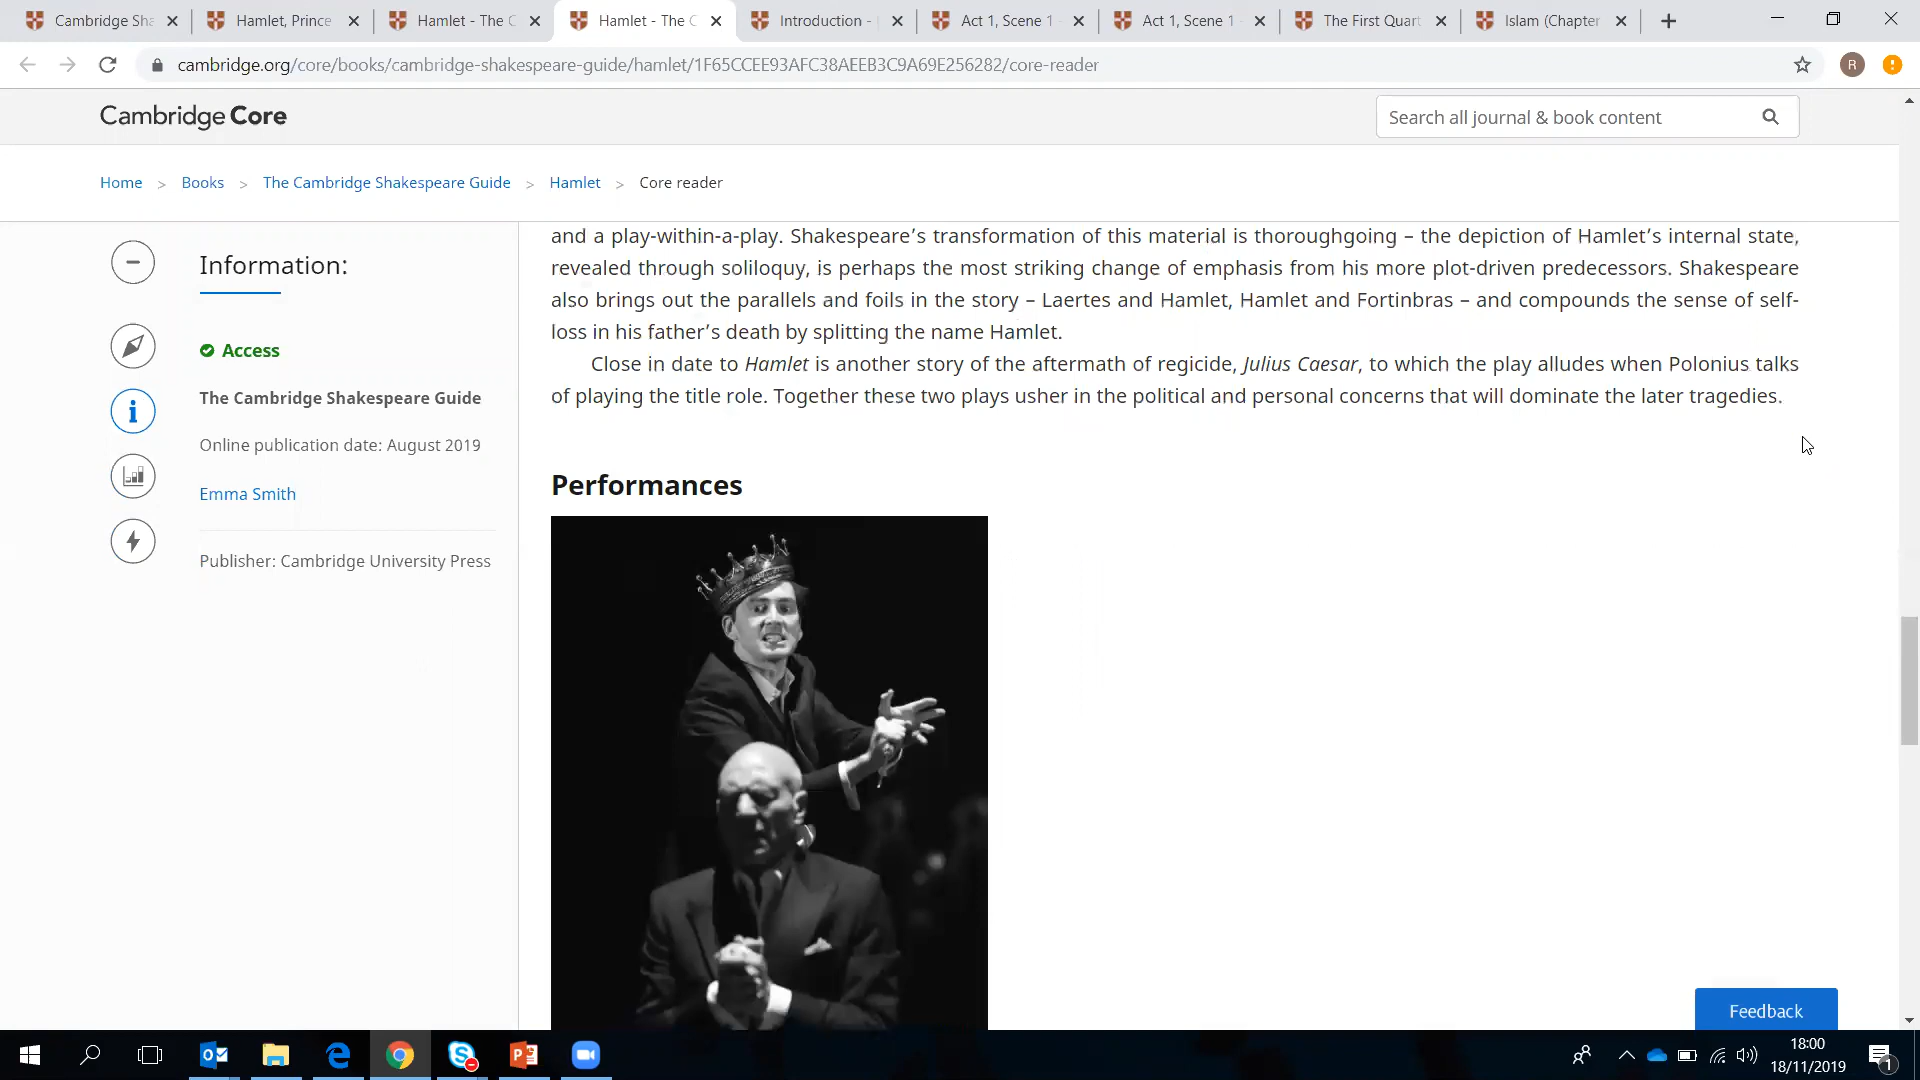 Cambridge Sha
Hamlet, Prince
Hamlet - The C
Hamlet - The C
Introduction -
Act 1, Scene 1
Act 1, Scene 1
The First Quart
Islam (Chapter
cambridge.org/core/books/cambridge-shakespeare-guide/hamlet/1F65CCEE93AFC38AEEB3C9A69E256282/core-reader
R
Cambridge Core
Search all journal & book content
Home > Books > The Cambridge Shakespeare Guide > Hamlet > Core reader
Information:
Access
The Cambridge Shakespeare Guide
Online publication date: August 2019
Emma Smith
Publisher: Cambridge University Press
and a play-within-a-play. Shakespeare’s transformation of this material is thoroughgoing – the depiction of Hamlet’s internal state,
revealed through soliloquy, is perhaps the most striking change of emphasis from his more plot-driven predecessors. Shakespeare
also brings out the parallels and foils in the story – Laertes and Hamlet, Hamlet and Fortinbras – and compounds the sense of self-
loss in his father’s death by splitting the name Hamlet.
Close in date to Hamlet is another story of the aftermath of regicide, Julius Caesar, to which the play alludes when Polonius talks
of playing the title role. Together these two plays usher in the political and personal concerns that will dominate the later tragedies.
Performances
Feedback
18:00
18/11/2019
1